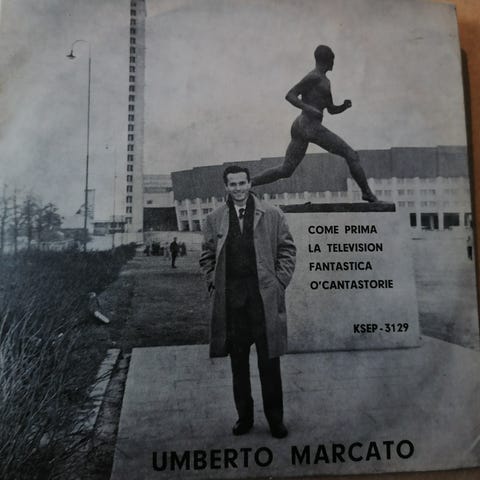 COME PRIMA
LA TELEVISION
FANTASTICA
O'CANTASTORIE
KSEP-3129
UMBERTO MARCATO